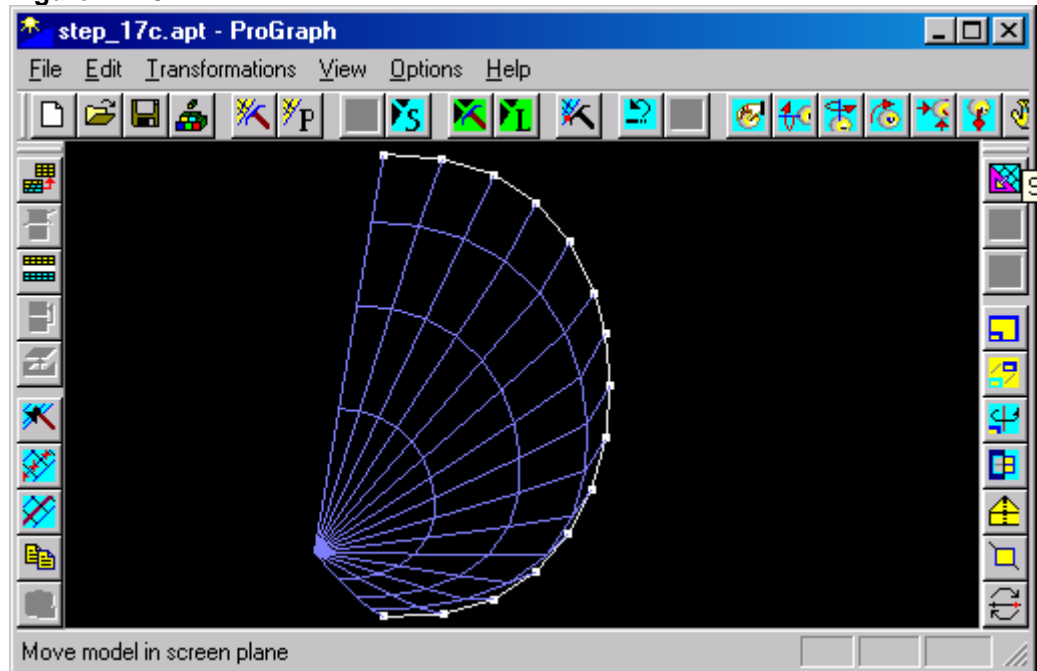 step_17c.apt - ProGraph
File Edit Transformations View Options Help
P S L
S
Move model in screen plane